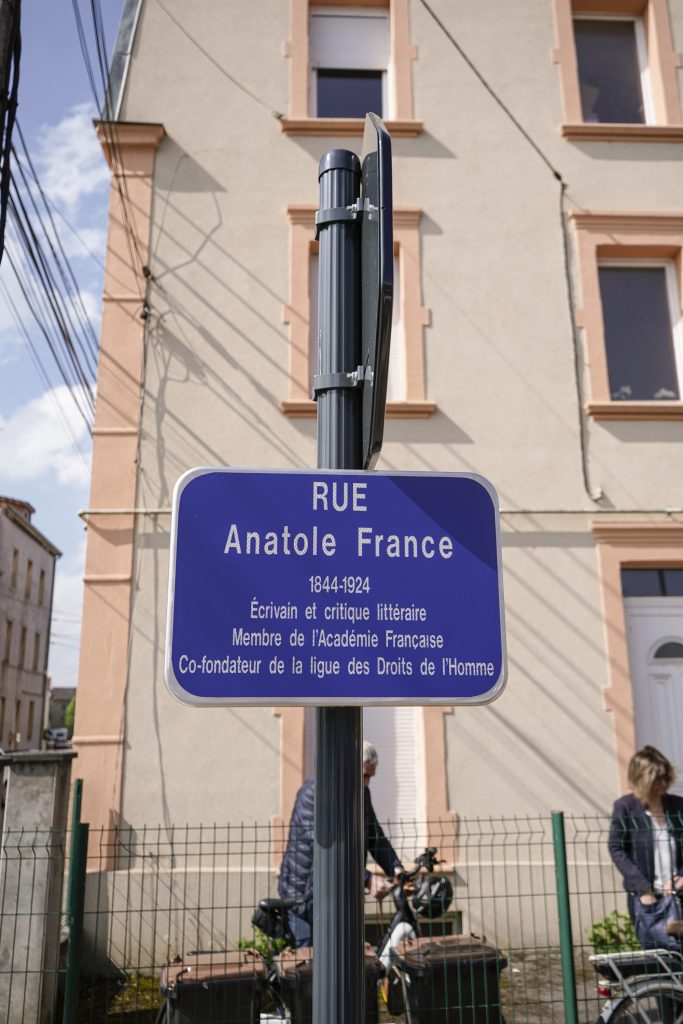 RUE
Anatole France
1844-1924
Écrivain et critique littéraire
Membre de l'Académie Française
Co-fondateur de la ligue des Droits de l'Homme